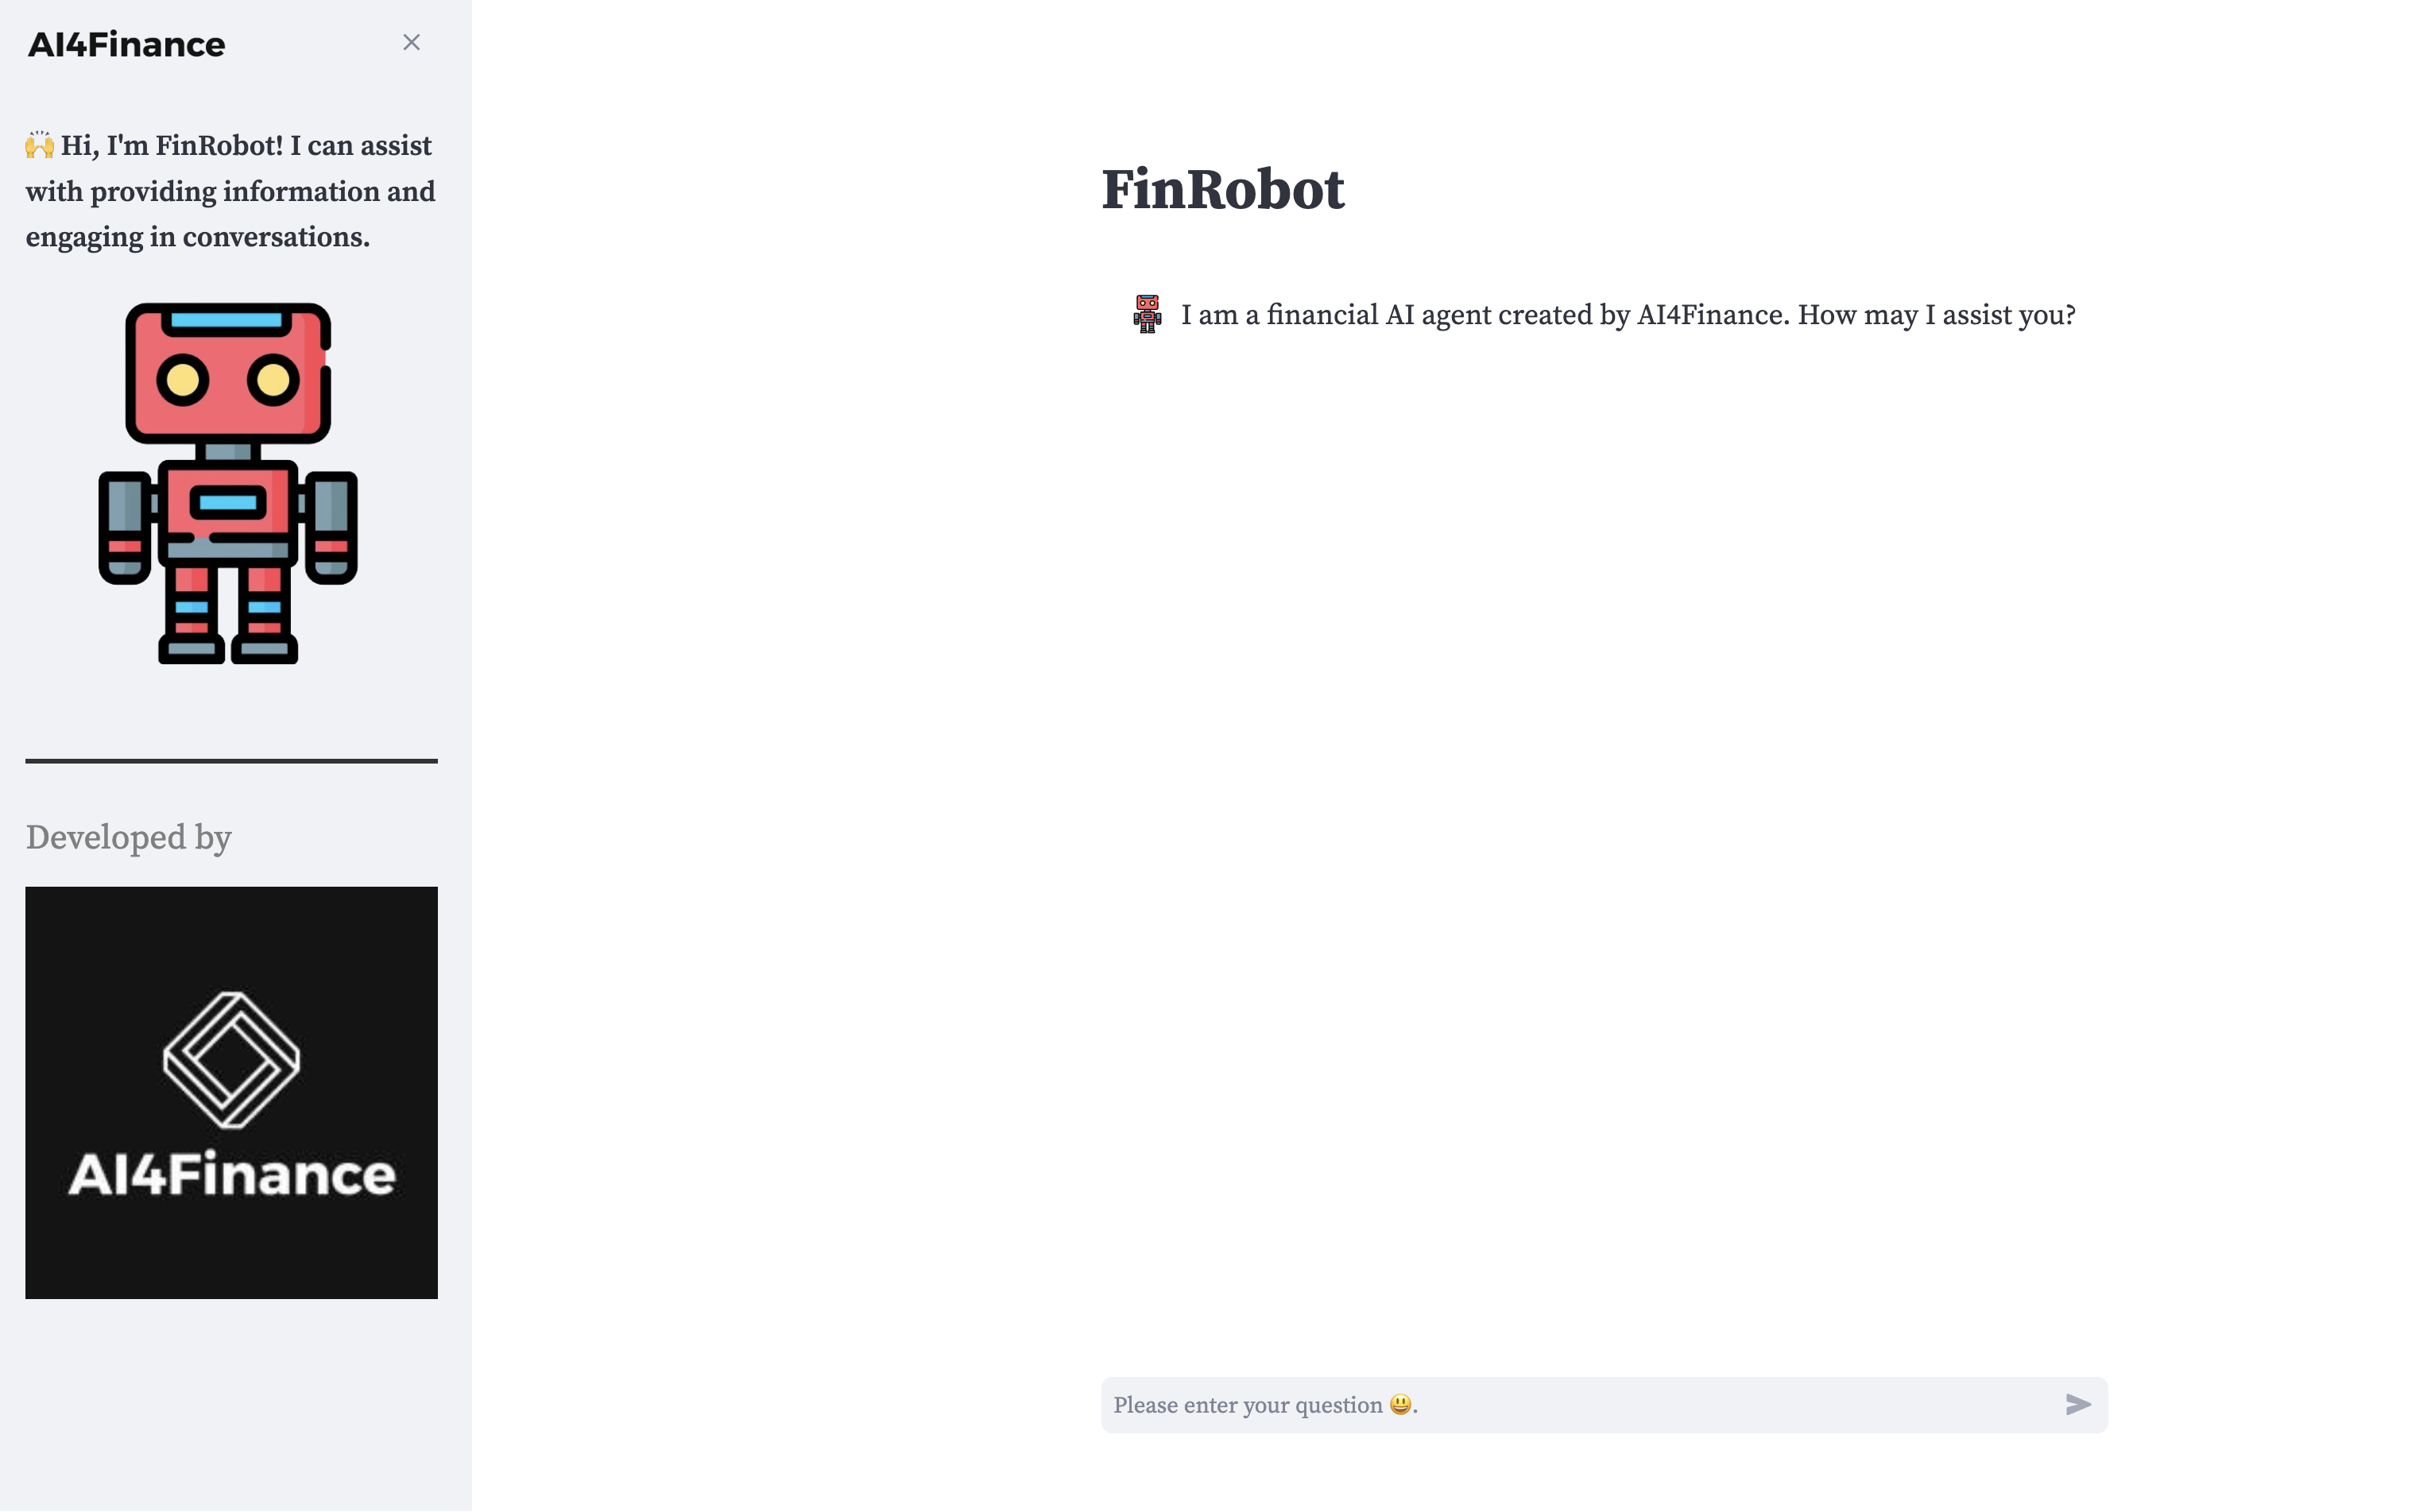 AI4Finance
🙌 Hi, I'm FinRobot! I can assist
with providing information and
engaging in conversations.
Developed by
AI4Finance
FinRobot
I am a financial AI agent created by AI4Finance. How may I assist you?
Please enter your question 😃.